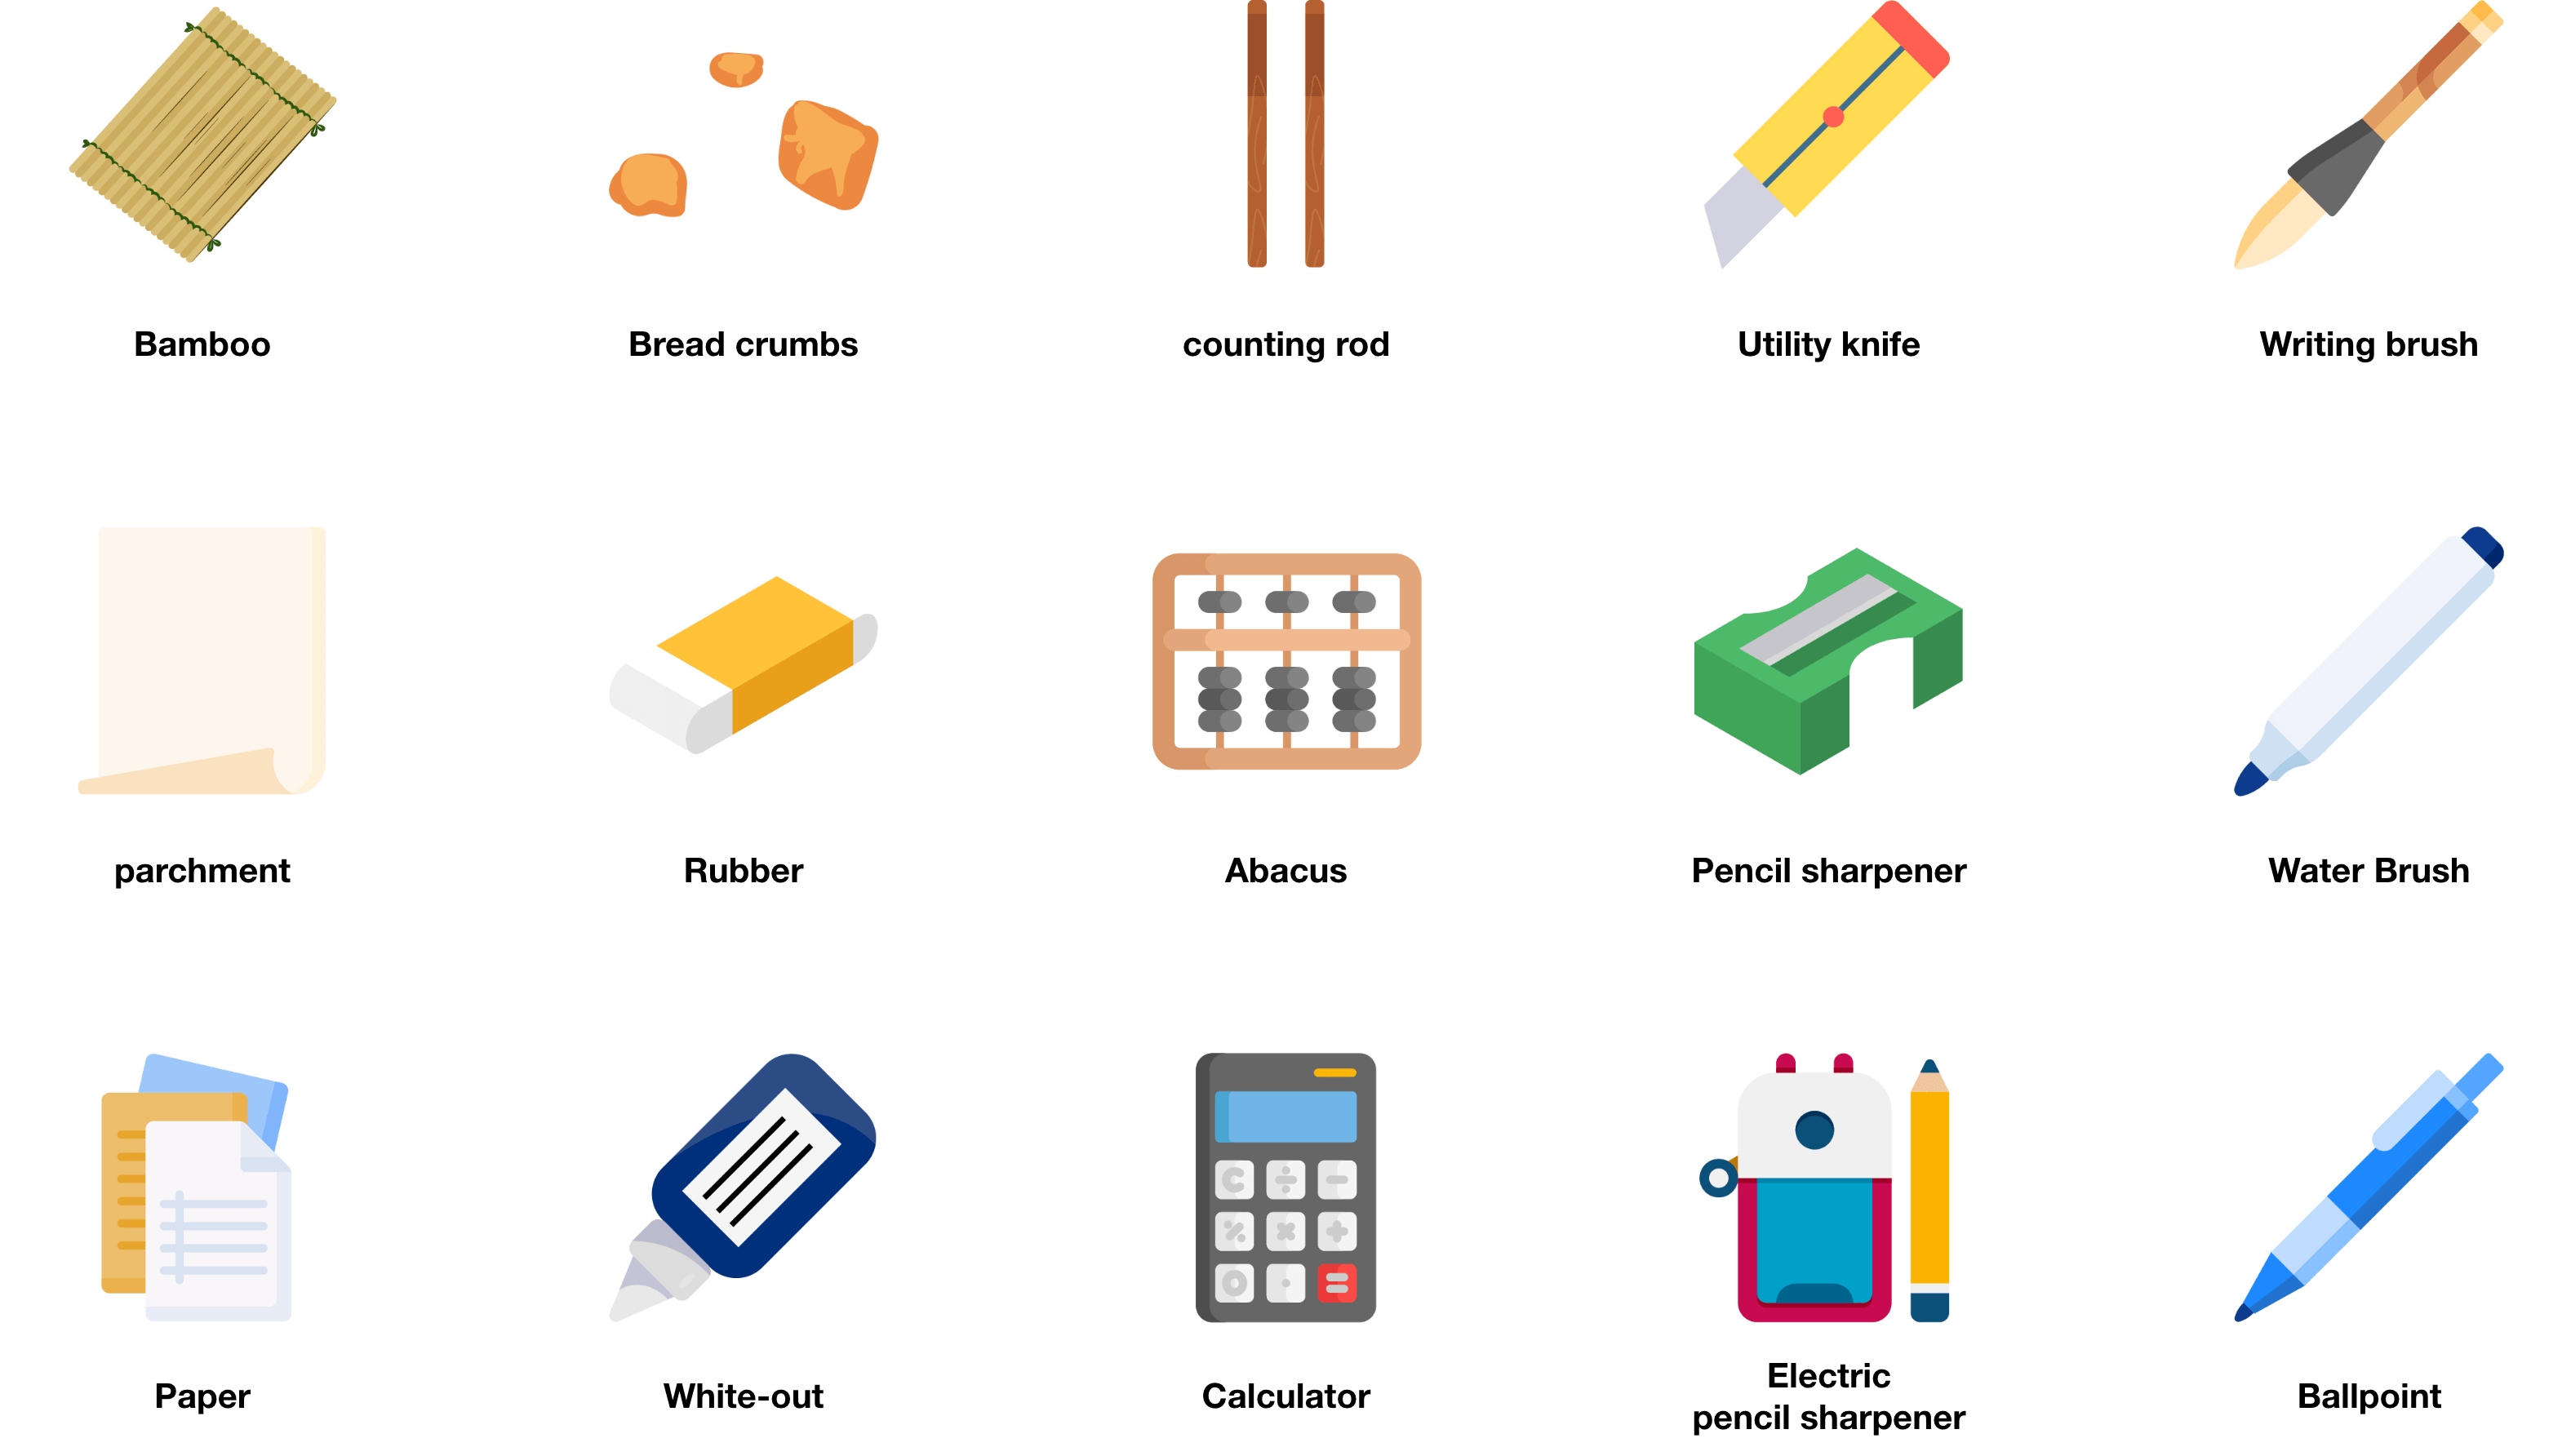 Bamboo
Bread crumbs
counting rod
Utility knife
Writing brush
parchment
Rubber
Abacus
Pencil sharpener
Water Brush
Paper
White-out
Calculator
Electric
pencil sharpener
Ballpoint